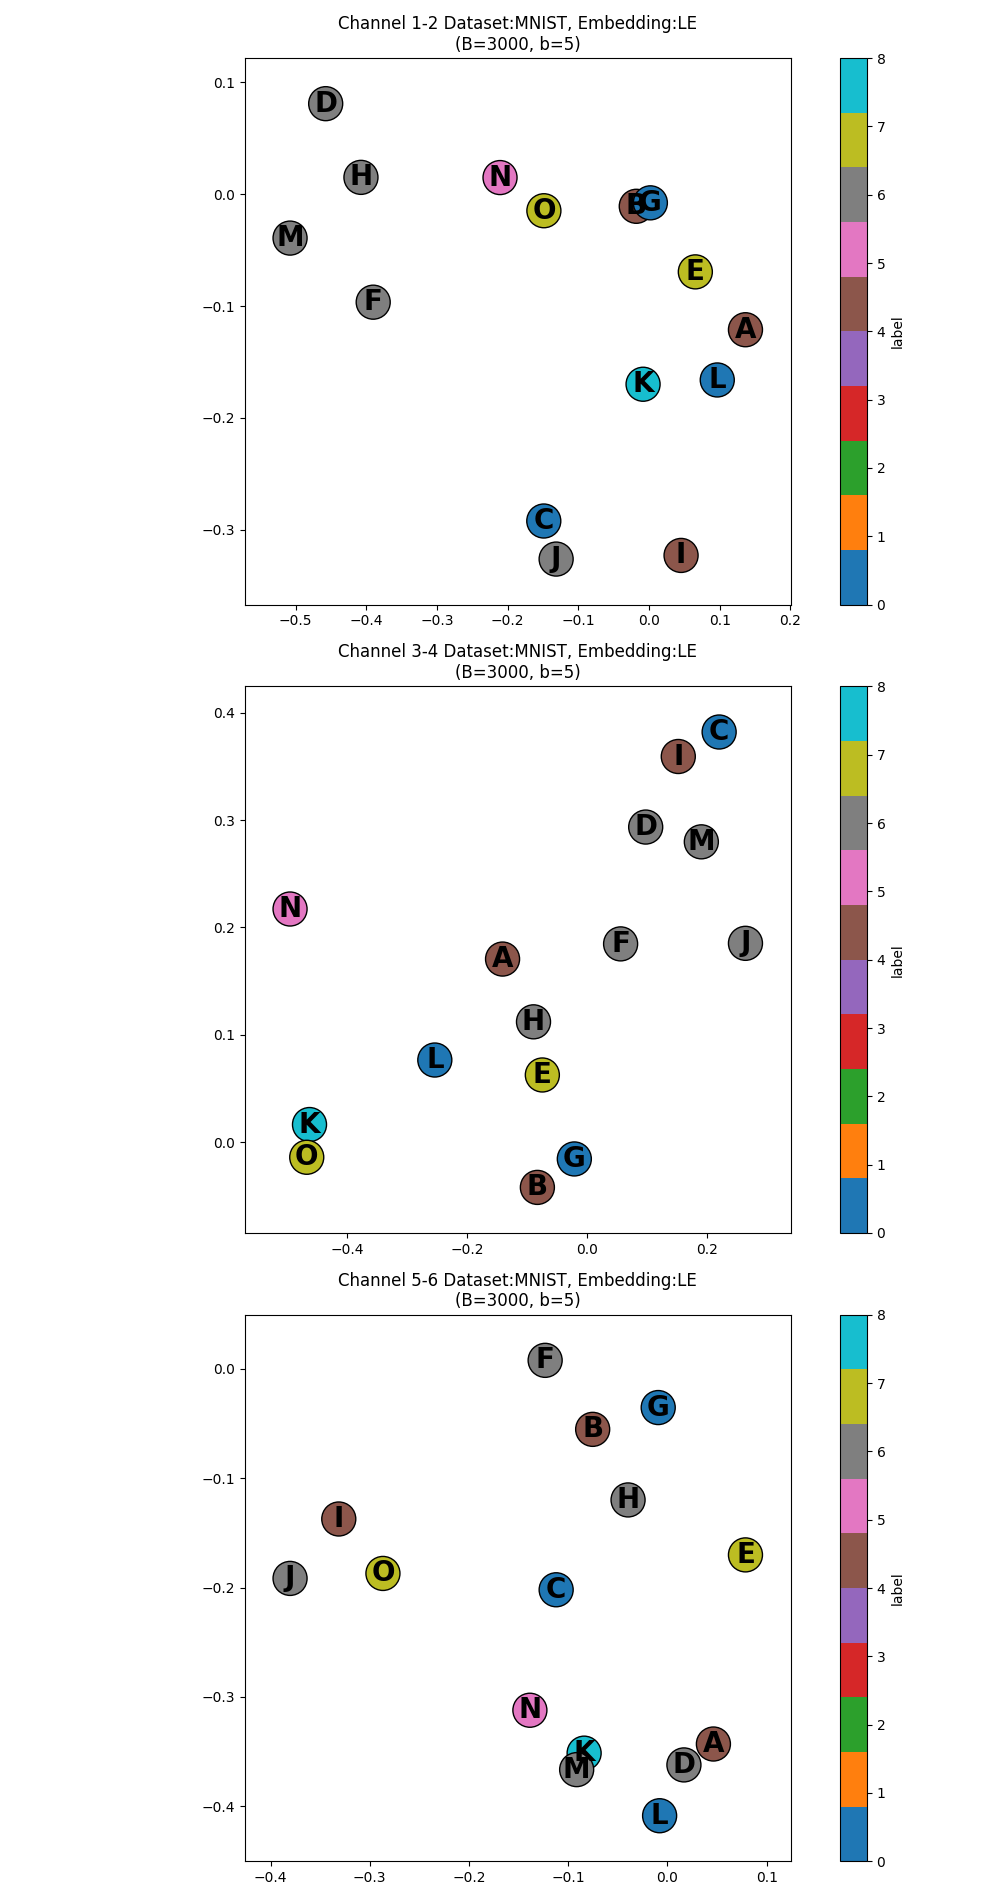 Channel 1-2 Dataset:MNIST, Embedding:LE
(B=3000, b=5)
0.1
0.0
−0.1
−0.2
−0.3
−0.5 −0.4 −0.3 −0.2 −0.1 0.0 0.1 0.2
D
H
N
M
O
B G
F
E
A
K
L
C
J
I
8
7
6
5
4
3
2
1
0
label
Channel 3-4 Dataset:MNIST, Embedding:LE
(B=3000, b=5)
0.4
0.3
0.2
0.1
0.0
−0.4 −0.2 0.0 0.2
C
I
D
M
N
F
J
A
H
L
E
K
O
G
B
8
7
6
5
4
3
2
1
0
label
Channel 5-6 Dataset:MNIST, Embedding:LE
(B=3000, b=5)
0.0
−0.1
−0.2
−0.3
−0.4
−0.4 −0.3 −0.2 −0.1 0.0 0.1
F
G
B
H
I
E
O
J
C
N
A
K
M
D
L
8
7
6
5
4
3
2
1
0
label